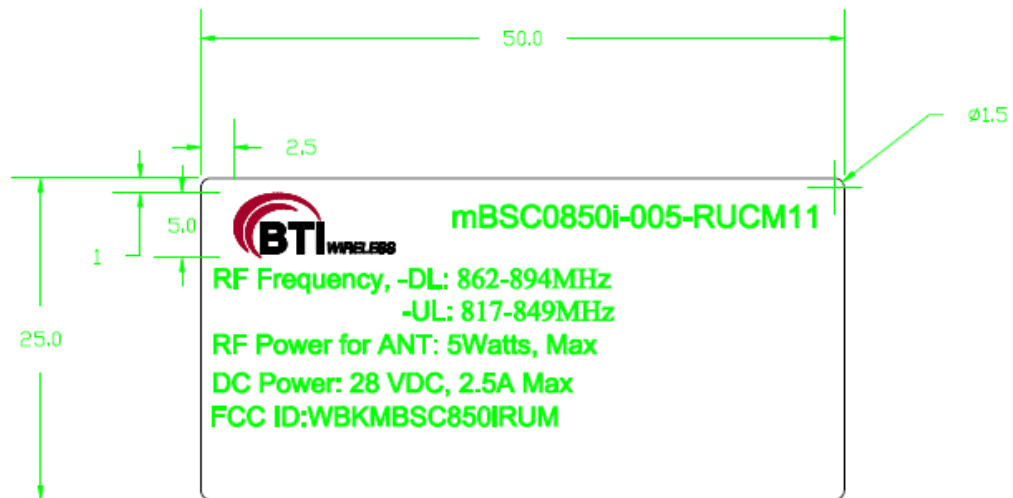 50.0
ø1.5
2.5
5.0
1
25.0
BTI WIRELESS
mBSC0850i-005-RUCM11
RF Frequency, -DL: 862-894MHz
-UL: 817-849MHz
RF Power for ANT: 5Watts, Max
DC Power: 28 VDC, 2.5A Max
FCC ID:WBKMBSC850IRUM